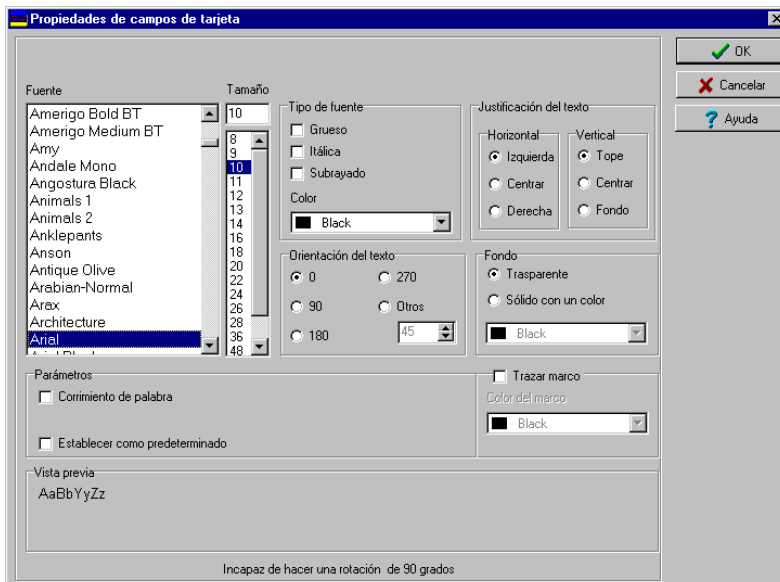 Propiedades de campos de tarjeta
OK
Cancelar
Ayuda
Fuente
Amerigo Bold BT
Amerigo Medium BT
Amy
Andale Mono
Angostura Black
Animals 1
Animals 2
Anklepants
Anson
Antique Olive
Arabian-Normal
Arax
Architecture
Arial
Tamaño
10
8
9
10
11
12
13
14
16
18
20
22
24
26
28
36
48
Tipo de fuente
Grueso
Itálica
Subrayado
Color
Black
Justificación del texto
Horizontal
Izquierda
Centrar
Derecha
Vertical
Tope
Centrar
Fondo
Orientación del texto
0
270
90
Otros
180
45
Fondo
Trasparente
Sólido con un color
Black
Parámetros
Corrimiento de palabra
Establecer como predeterminado
Trazar marco
Color del marco
Black
Vista previa
AaBbYyZz
Incapaz de hacer una rotación de 90 grados